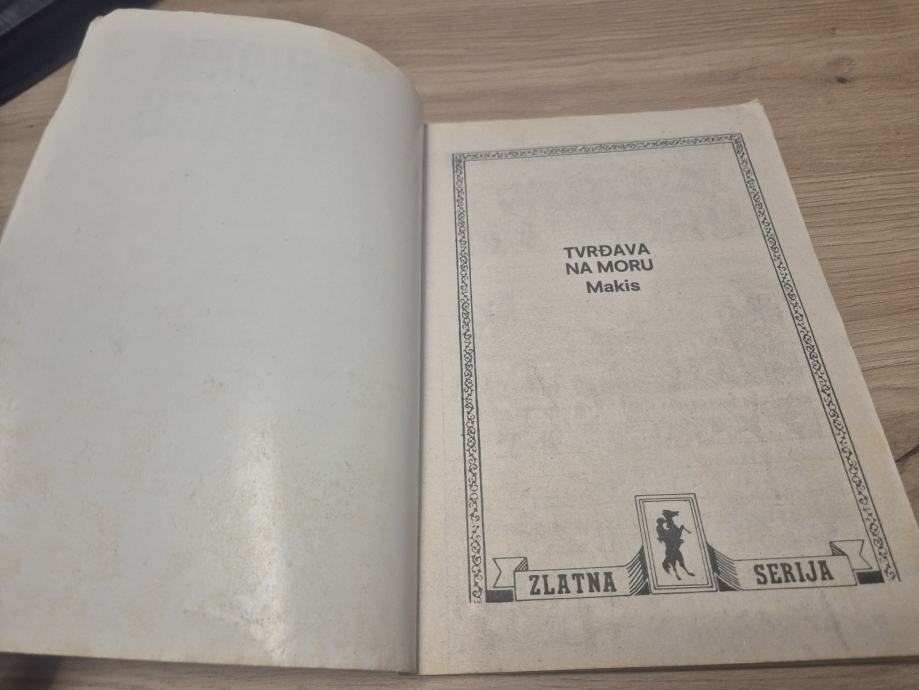 TVRĐAVA
NA MORU
Makis
ZLATNA SERIJA